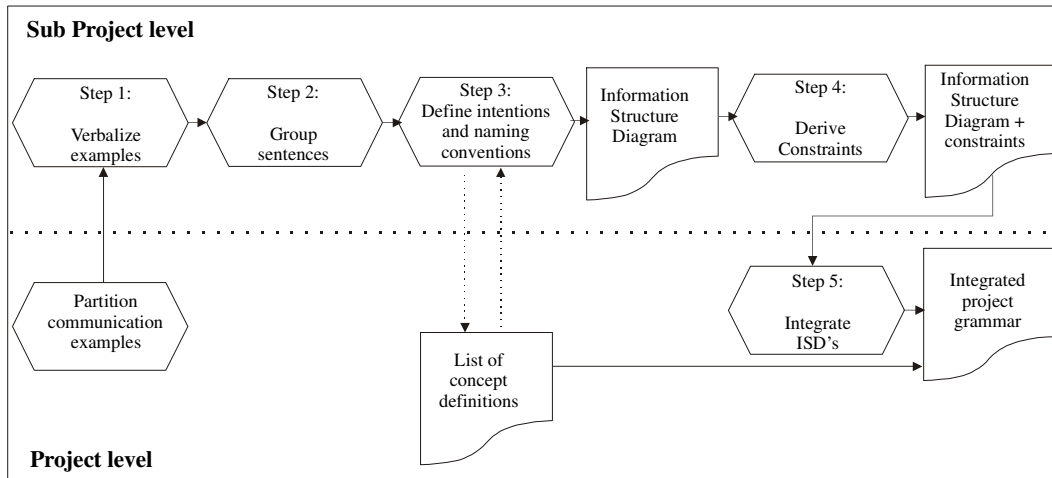 Sub Project level
Step 1:
Verbalize
examples
Step 2:
Group
sentences
Step 3:
Define intentions
and naming
conventions
Information
Structure
Diagram
Step 4:
Derive
Constraints
Information
Structure
Diagram +
constraints
Partition
communication
examples
List of
concept
definitions
Step 5:
Integrate
ISD's
Integrated
project
grammar
Project level